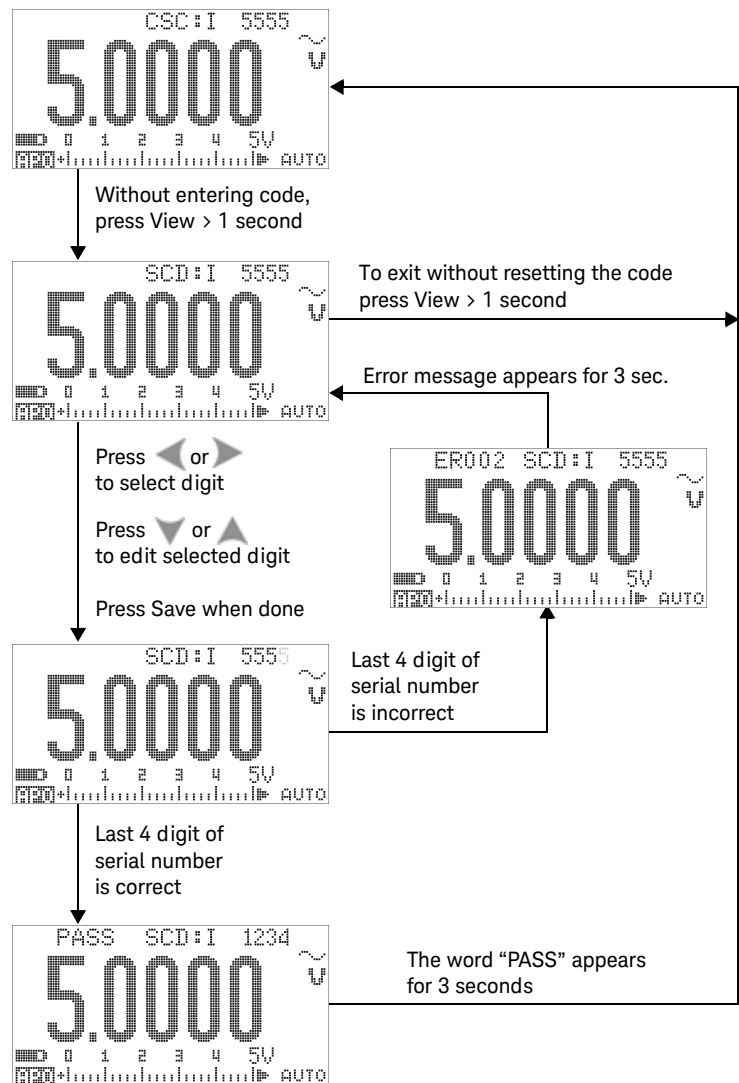 CSC:I 5555
5.0000
V
0 1 2 3 4 5V
APO + AUTO
Without entering code,
press View > 1 second
SCD:I 5555
5.0000
V
0 1 2 3 4 5V
APO + AUTO
To exit without resetting the code
press View > 1 second
Error message appears for 3 sec.
Press or
to select digit
Press or
to edit selected digit
Press Save when done
ER002 SCD:I 5555
5.0000
V
0 1 2 3 4 5V
APO + AUTO
SCD:I 5555
5.0000
V
0 1 2 3 4 5V
APO + AUTO
Last 4 digit of
serial number
is incorrect
Last 4 digit of
serial number
is correct
PASS SCD:I 1234
5.0000
V
0 1 2 3 4 5V
APO + AUTO
The word “PASS” appears
for 3 seconds